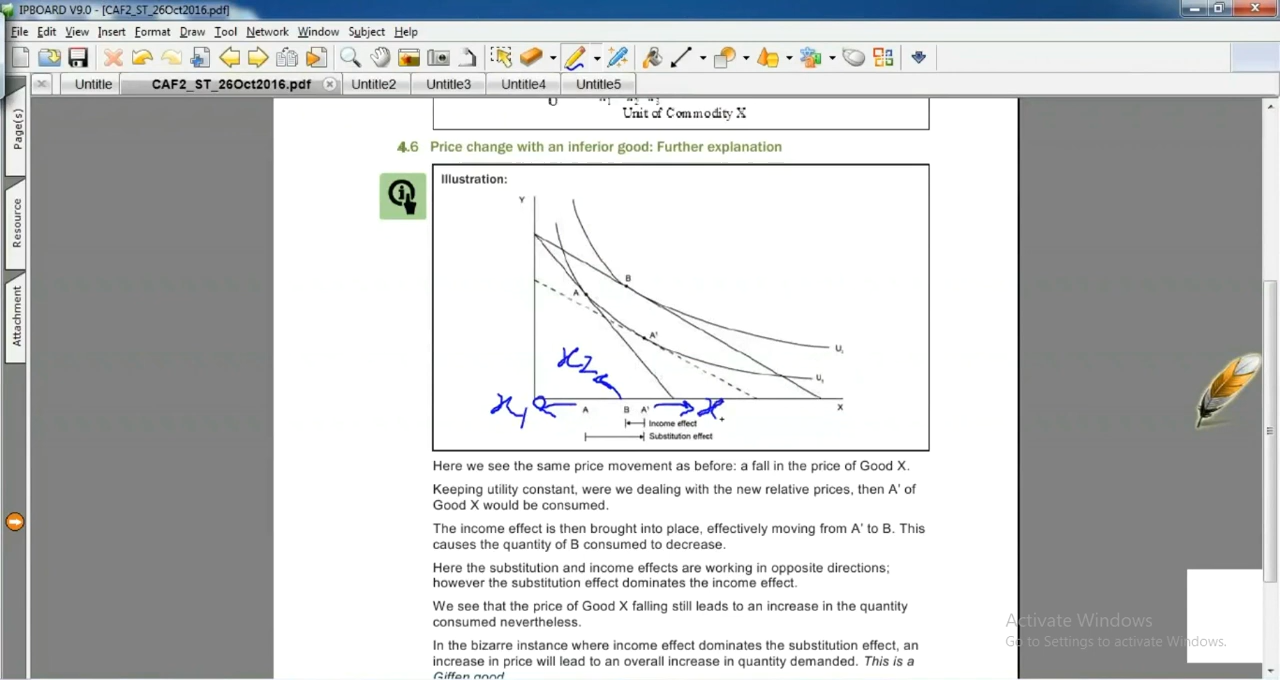 IPBOARD V9.0 - [CAF2_ST_26Oct2016.pdf]
File Edit View Insert Format Draw Tool Network Window Subject Help
Untitle CAF2_ST_26Oct2016.pdf Untitle2 Untitle3 Untitle4 Untitle5
Page(s)
Resource
Attachment
Unit of Commodity X
4.6 Price change with an inferior good: Further explanation
Illustration:
Y
B
A
A'
x2
x1
x
A B A'
X
Income effect
Substitution effect
Here we see the same price movement as before: a fall in the price of Good X.
Keeping utility constant, were we dealing with the new relative prices, then A' of
Good X would be consumed.
The income effect is then brought into place, effectively moving from A' to B. This
causes the quantity of B consumed to decrease.
Here the substitution and income effects are working in opposite directions;
however the substitution effect dominates the income effect.
We see that the price of Good X falling still leads to an increase in the quantity
consumed nevertheless.
In the bizarre instance where income effect dominates the substitution effect, an
increase in price will lead to an overall increase in quantity demanded. This is a
Giffen good
Activate Windows
Go to Settings to activate Windows.